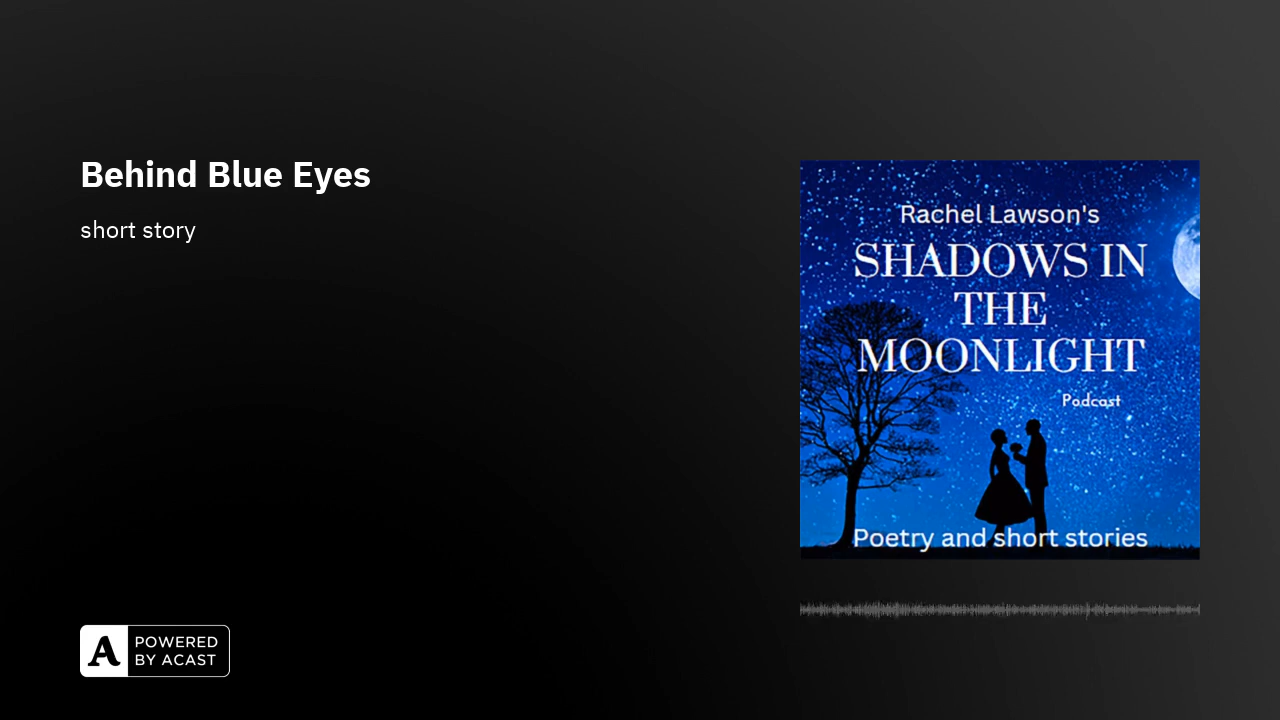 Behind Blue Eyes
short story
Rachel Lawson's
SHADOWS IN
THE
MOONLIGHT
Podcast
Poetry and short stories
A
POWERED
BY ACAST